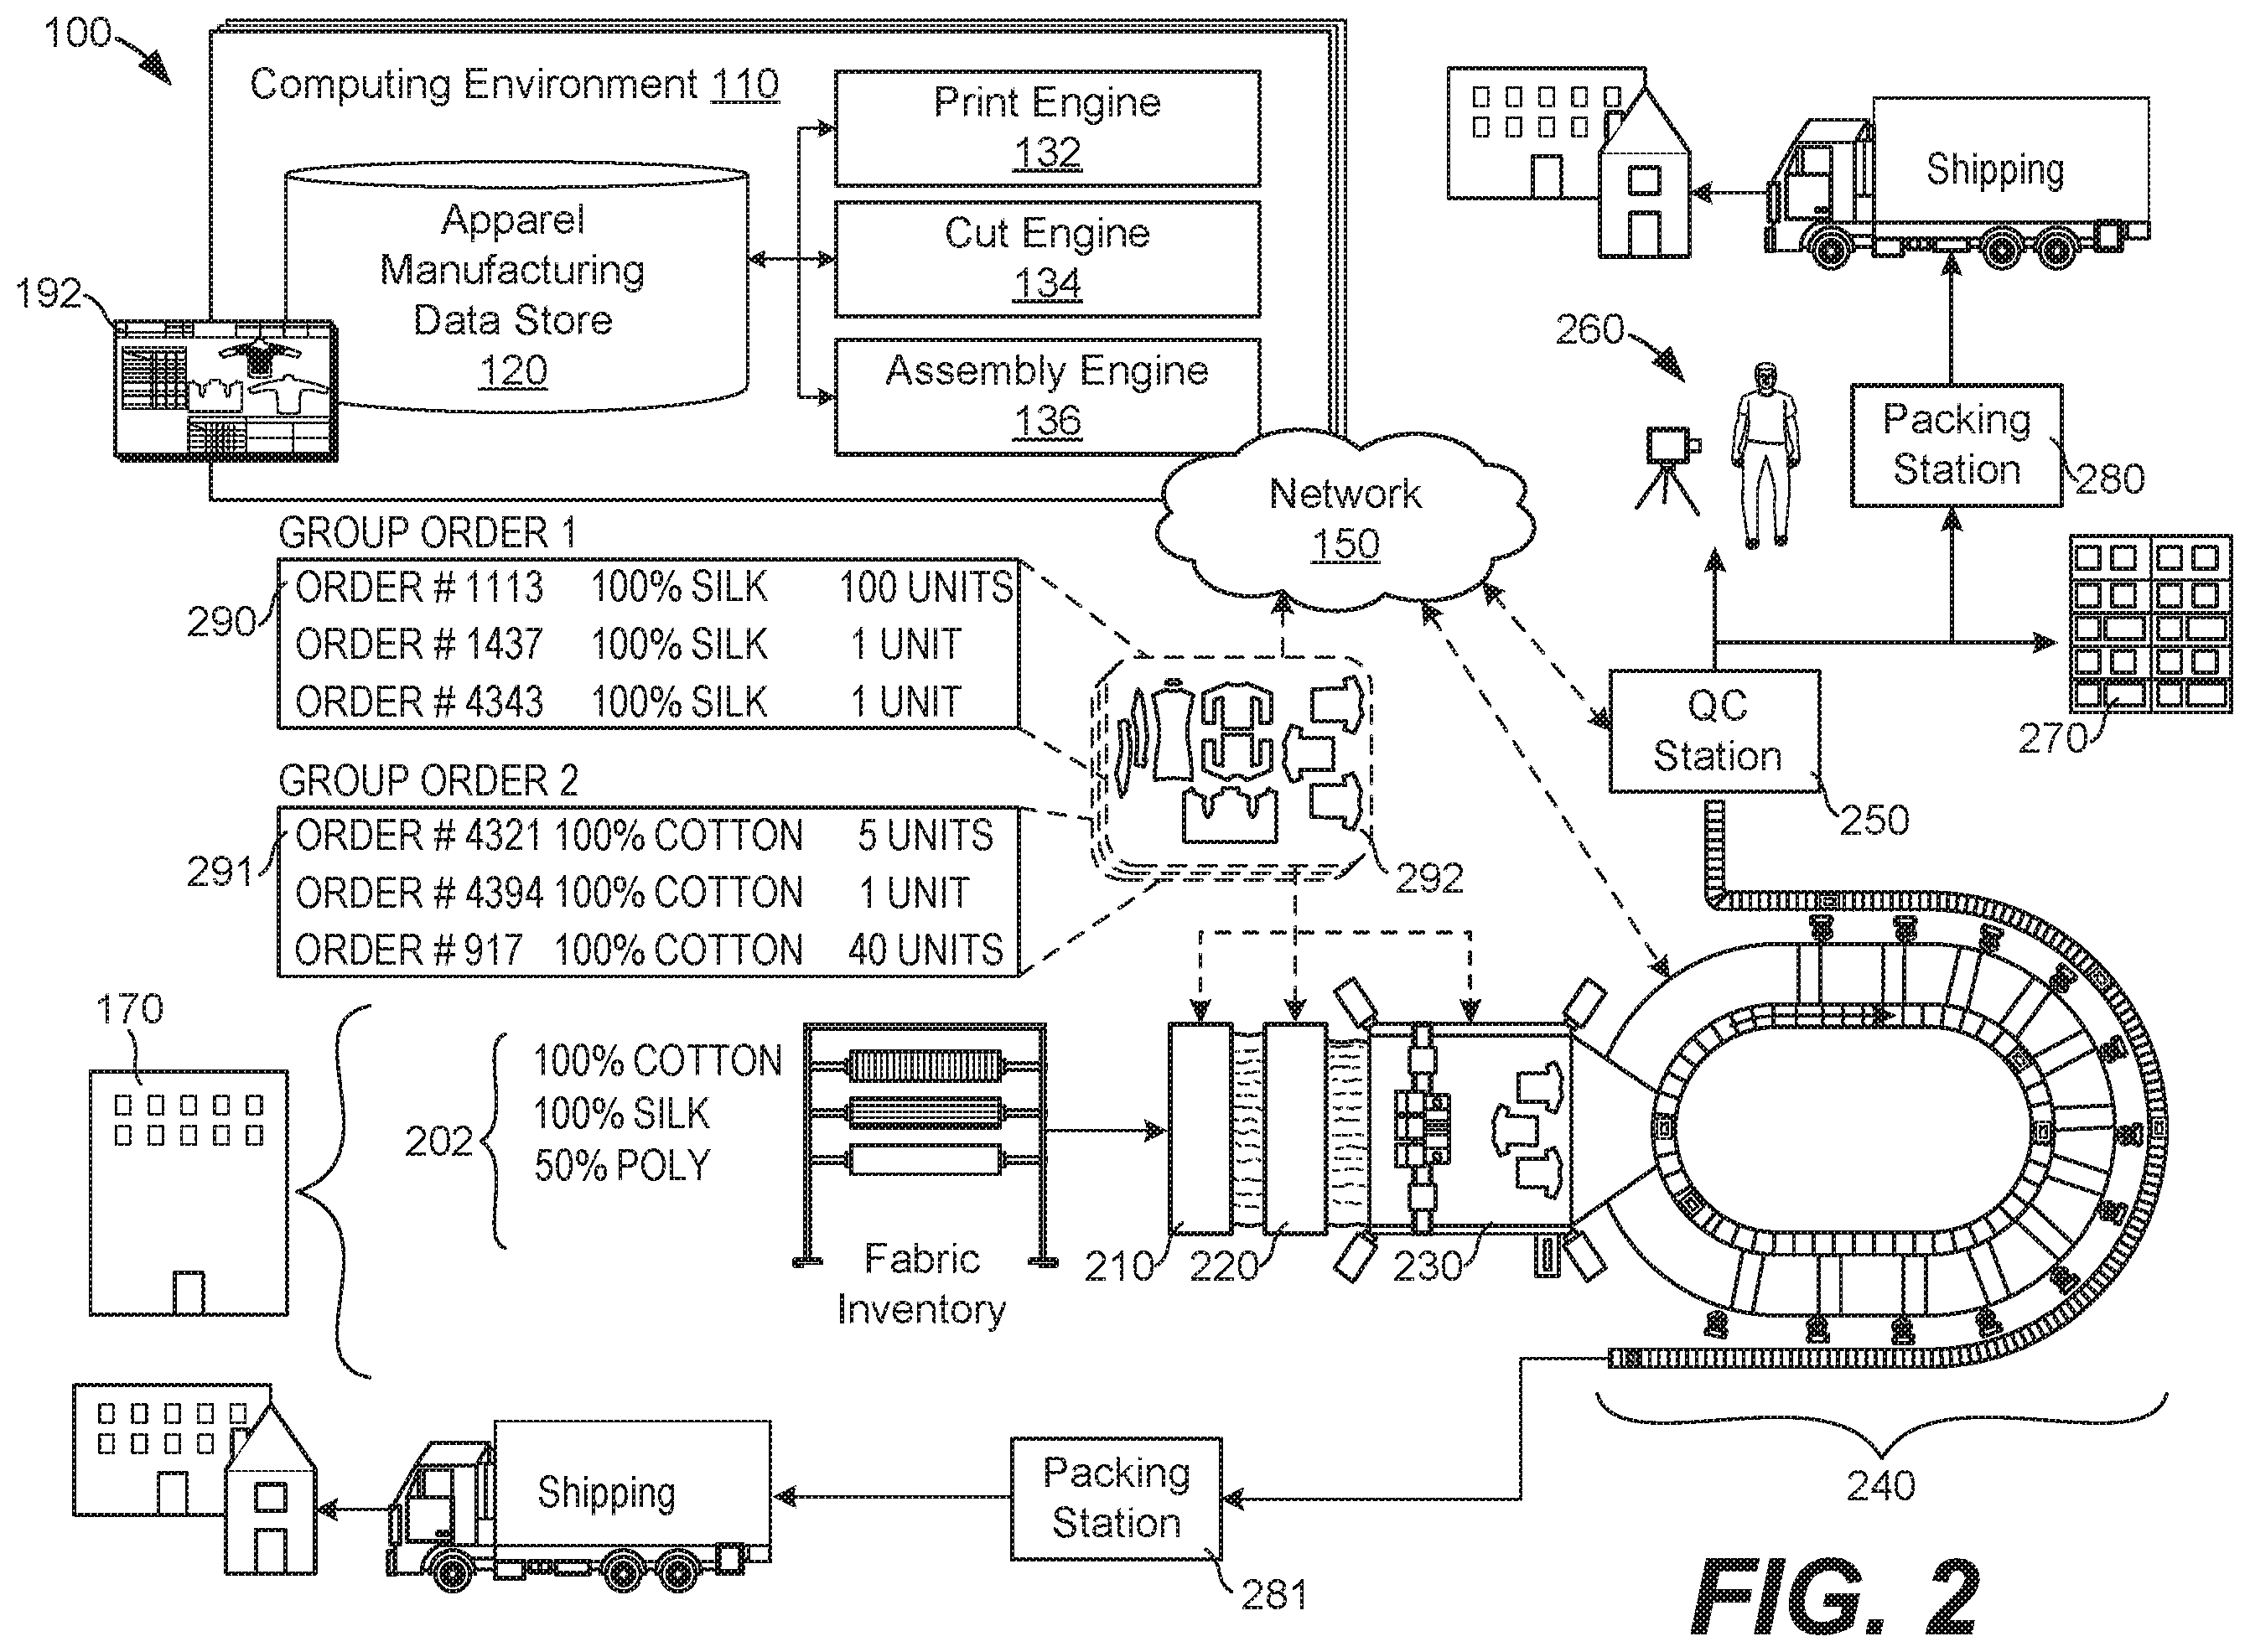 100
Computing Environment 110
Print Engine
132
Cut Engine
134
Assembly Engine
136
Apparel
Manufacturing
Data Store
120
192
Network
150
Shipping
260
Packing
Station
280
270
QC
Station
250
GROUP ORDER 1
290
ORDER # 1113 100% SILK 100 UNITS
ORDER # 1437 100% SILK 1 UNIT
ORDER # 4343 100% SILK 1 UNIT
GROUP ORDER 2
291
ORDER # 4321 100% COTTON 5 UNITS
ORDER # 4394 100% COTTON 1 UNIT
ORDER # 917 100% COTTON 40 UNITS
292
170
202
100% COTTON
100% SILK
50% POLY
Fabric
Inventory
210
220
230
240
Shipping
Packing
Station
281
FIG. 2